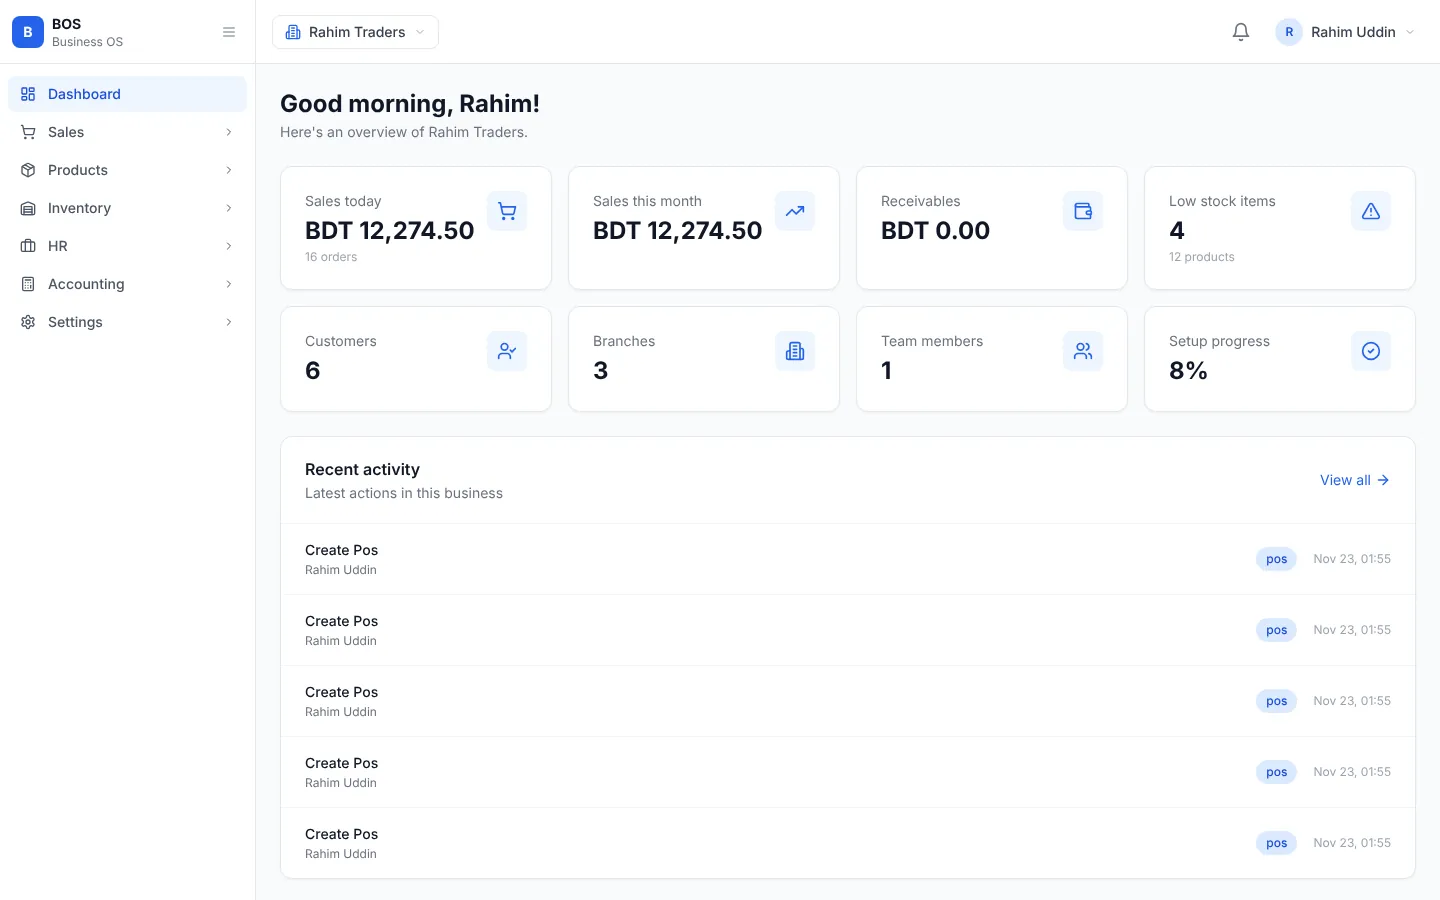 B
BOS
Business OS
Rahim Traders
R
Rahim Uddin
Dashboard
Sales
Products
Inventory
HR
Accounting
Settings
Good morning, Rahim!
Here's an overview of Rahim Traders.
Sales today
BDT 12,274.50
16 orders
Sales this month
BDT 12,274.50
Receivables
BDT 0.00
Low stock items
4
12 products
Customers
6
Branches
3
Team members
1
Setup progress
8%
Recent activity
Latest actions in this business
View all
Create Pos
Rahim Uddin
pos
Nov 23, 01:55
Create Pos
Rahim Uddin
pos
Nov 23, 01:55
Create Pos
Rahim Uddin
pos
Nov 23, 01:55
Create Pos
Rahim Uddin
pos
Nov 23, 01:55
Create Pos
Rahim Uddin
pos
Nov 23, 01:55